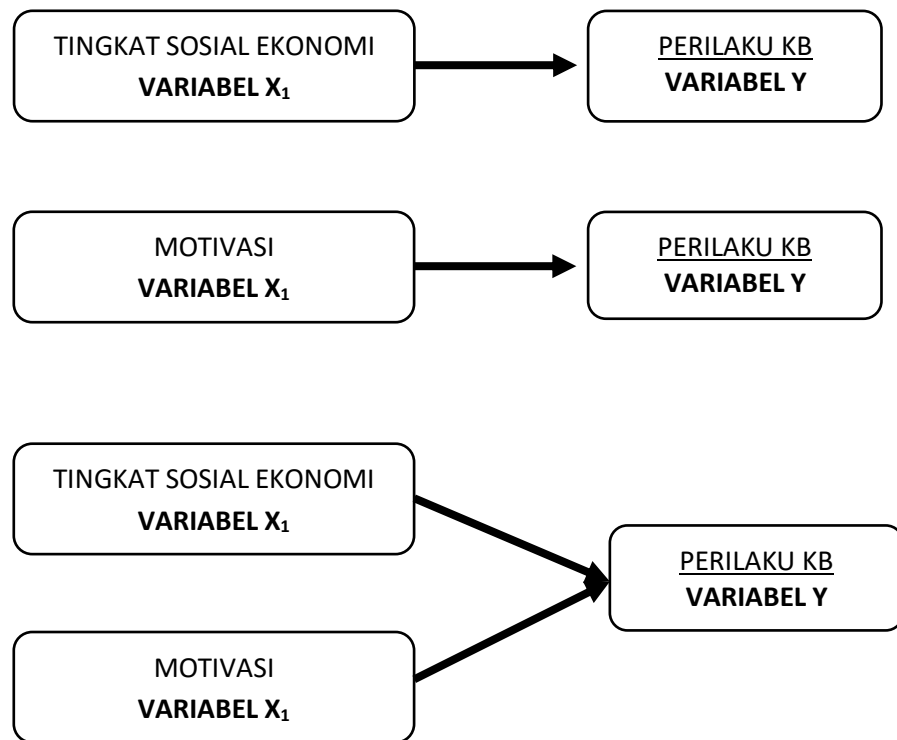 TINGKAT SOSIAL EKONOMI
VARIABEL X₁
PERILAKU KB
VARIABEL Y
MOTIVASI
VARIABEL X₁
PERILAKU KB
VARIABEL Y
TINGKAT SOSIAL EKONOMI
VARIABEL X₁
PERILAKU KB
VARIABEL Y
MOTIVASI
VARIABEL X₁